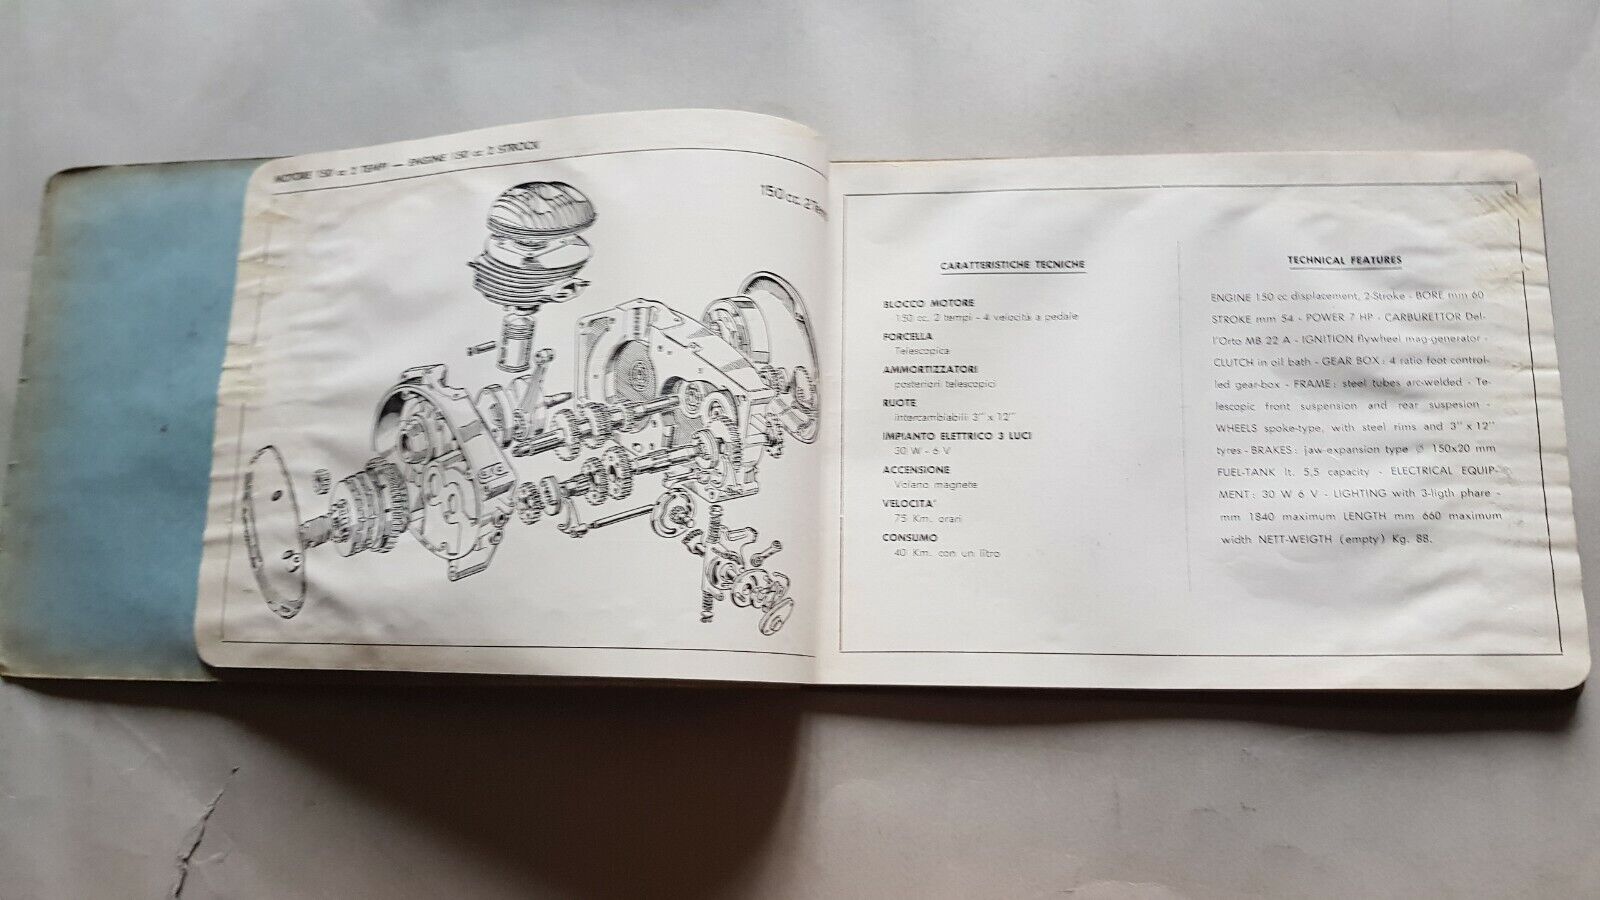 MOTORE 150 cc 2 TEMPI — ENGINE 150 cc 2 STROCK
150 cc. 2 Tem
CARATTERISTICHE TECNICHE
BLOCCO MOTORE
150 cc. 2 tempi - 4 velocità a pedale
FORCELLA
Telescopica
AMMORTIZZATORI
posteriori telescopici
RUOTE
intercambiabili 3" x 12"
IMPIANTO ELETTRICO 3 LUCI
30 W - 6 V
ACCENSIONE
Volano magnete
VELOCITA'
75 Km. orari
CONSUMO
40 Km. con un litro
TECHNICAL FEATURES
ENGINE 150 cc displacement, 2-Stroke - BORE mm 60
STROKE mm 54 - POWER 7 HP - CARBURETTOR Del-
l'Orto MB 22 A - IGNITION flywheel mag-generator -
CLUTCH in oil bath - GEAR BOX: 4 ratio foot control-
led gear-box - FRAME: steel tubes arc-welded - Te-
lescopic front suspension and rear suspesion -
WHEELS spoke-type, with steel rims and 3" x 12"
tyres - BRAKES: jaw-expansion type ø 150x20 mm
FUEL-TANK lt. 5,5 capacity - ELECTRICAL EQUIP-
MENT: 30 W 6 V - LIGHTING with 3-ligth phare -
mm 1840 maximum LENGTH mm 660 maximum
width NETT-WEIGTH (empty) Kg. 88.